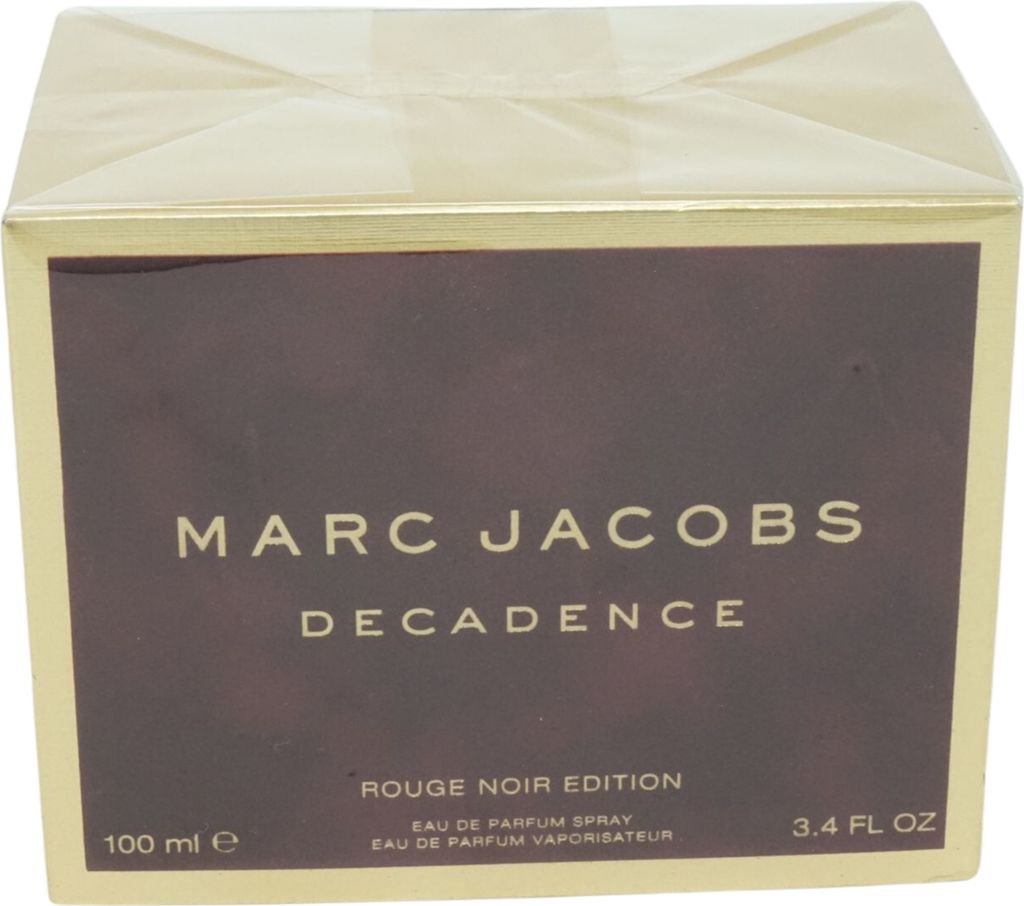 MARC JACOBS
DECADENCE
ROUGE NOIR EDITION
EAU DE PARFUM SPRAY
EAU DE PARFUM VAPORISATEUR
100 ml ℮
3.4 FL OZ